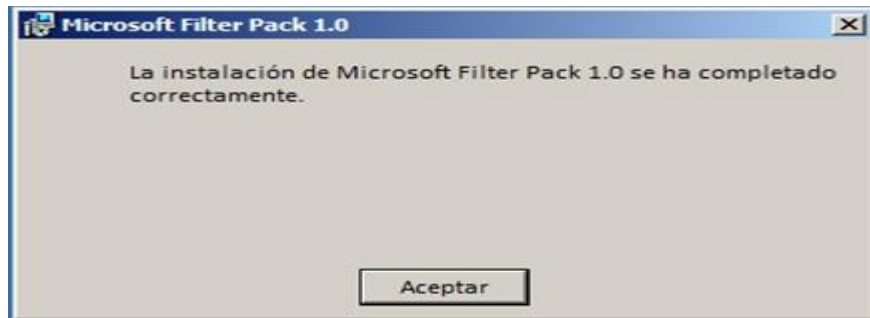 Microsoft Filter Pack 1.0
La instalación de Microsoft Filter Pack 1.0 se ha completado
correctamente.
Aceptar